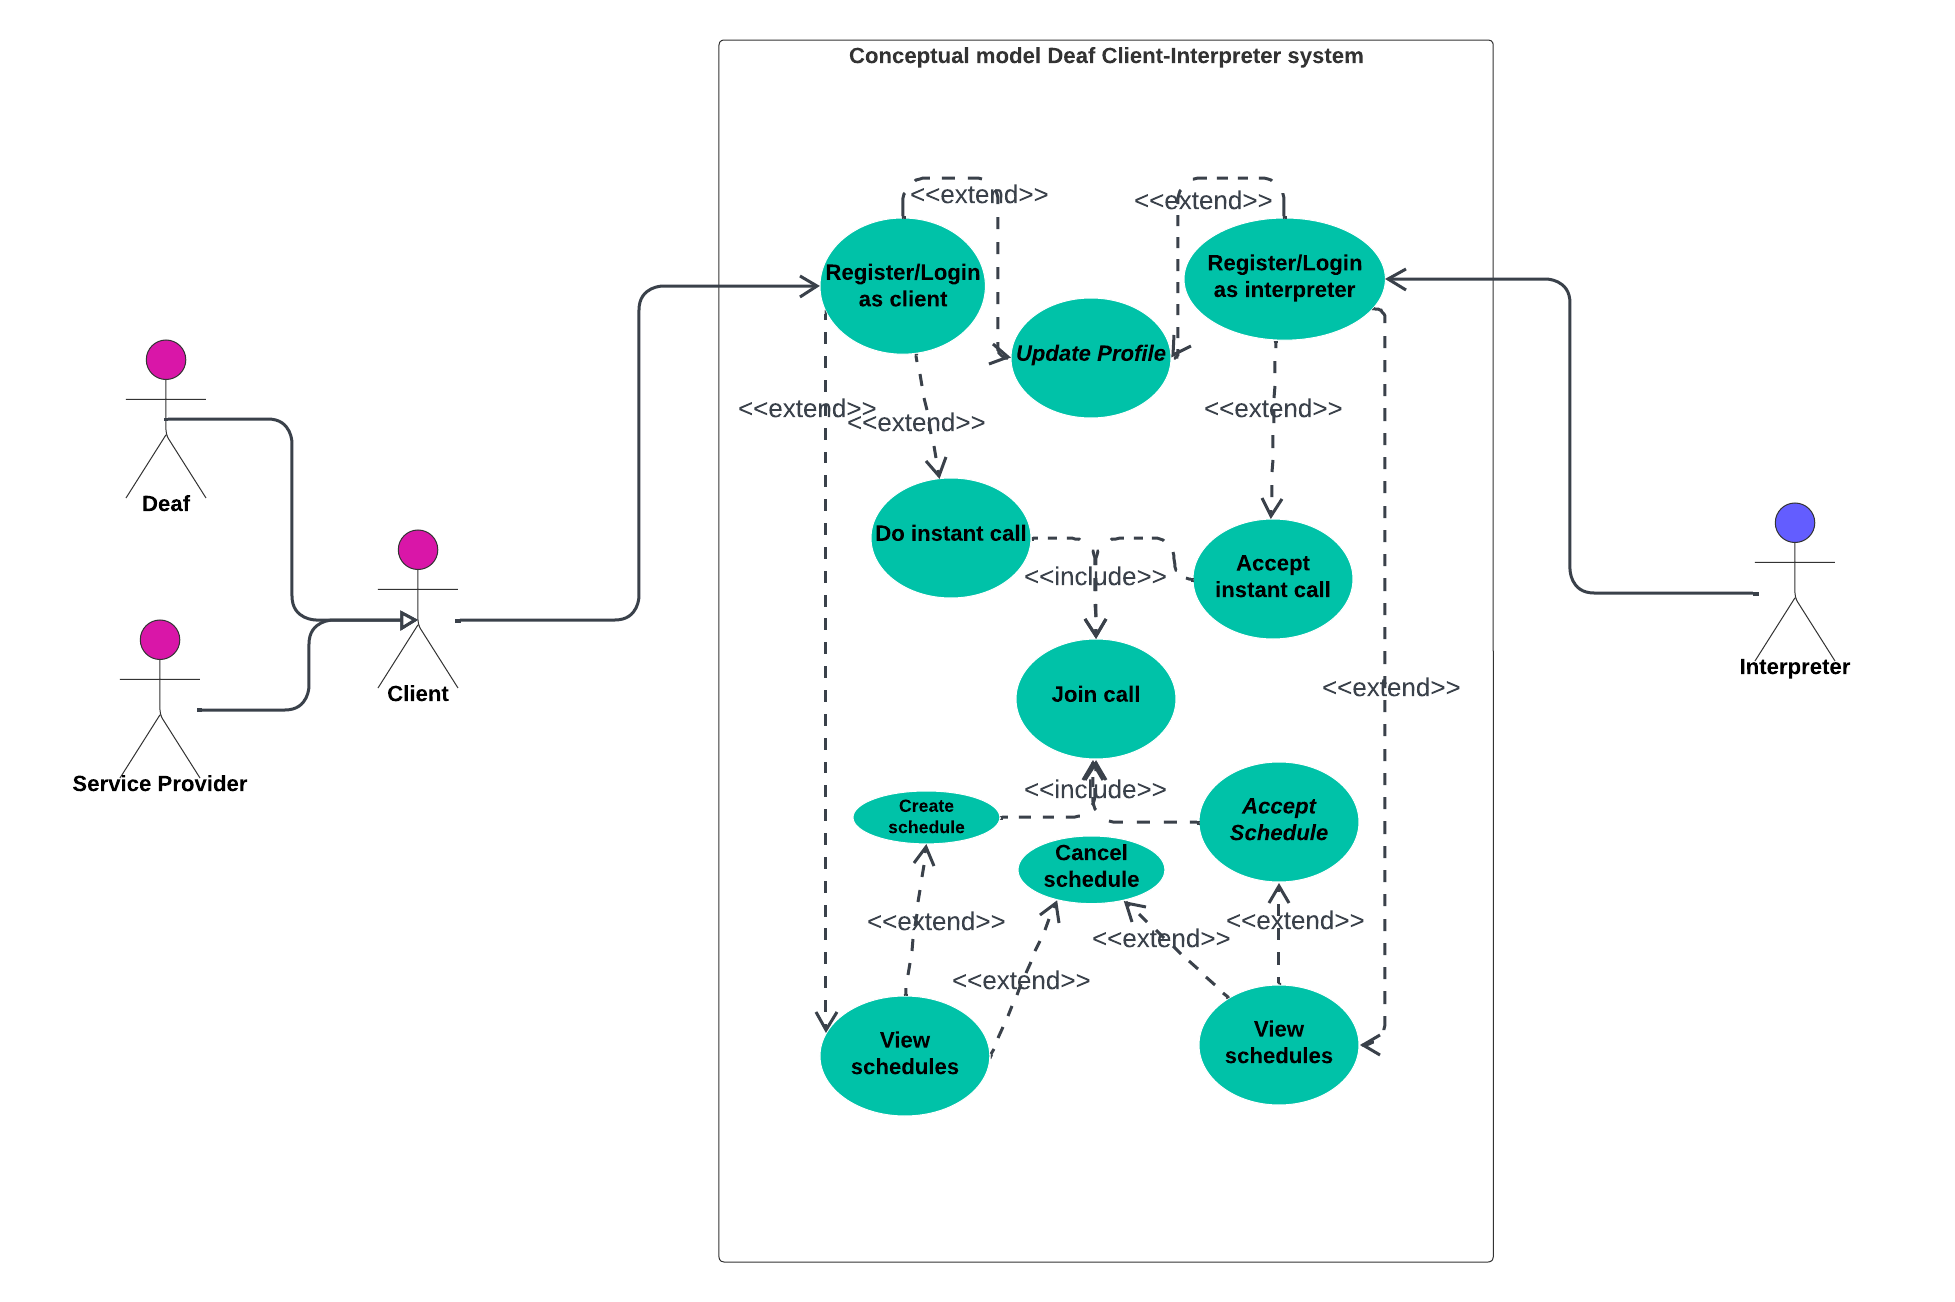 Conceptual model Deaf Client-Interpreter system
<<extend>>
<<extend>>
Register/Login
as client
Register/Login
as interpreter
Update Profile
<<extend>>
<<extend>>
<<extend>>
Deaf
Do instant call
Accept
instant call
<<include>>
Interpreter
Client
Join call
<<extend>>
Service Provider
<<include>>
Create
schedule
Accept
Schedule
Cancel
schedule
<<extend>>
<<extend>>
<<extend>>
<<extend>>
View
schedules
View
schedules